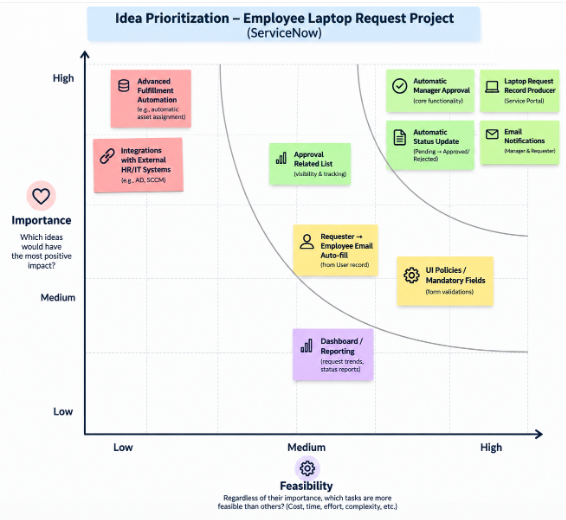 Idea Prioritization – Employee Laptop Request Project
(ServiceNow)
High
Advanced
Fulfillment
Automation
(e.g., automatic
asset assignment)
Automatic
Manager Approval
(core functionality)
Laptop Request
Record Producer
(Service Portal)
Integrations
with External
HR/IT Systems
(e.g., AD, SCCM)
Approval
Related List
(visibility & tracking)
Automatic
Status Update
(Pending → Approved/
Rejected)
Email
Notifications
(Manager & Requester)
Importance
Which ideas
would have
the most positive
impact?
Requester →
Employee Email
Auto-fill
(from User record)
UI Policies /
Mandatory Fields
(form validations)
Medium
Dashboard /
Reporting
(request trends,
status reports)
Low
Low
Medium
High
Feasibility
Regardless of their importance, which tasks are more
feasible than others? (Cost, time, effort, complexity, etc.)